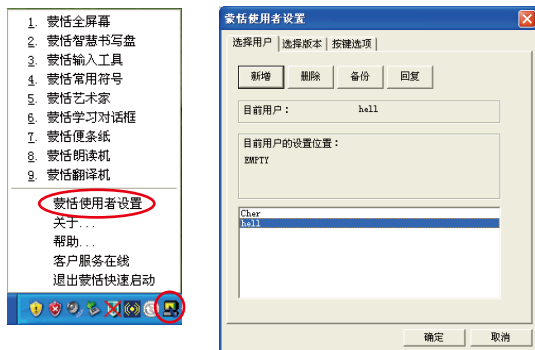 1. 蒙恬全屏幕
2. 蒙恬智慧书写盘
3. 蒙恬输入工具
4. 蒙恬常用符号
5. 蒙恬艺术家
6. 蒙恬学习对话框
7. 蒙恬便条纸
8. 蒙恬朗读机
9. 蒙恬翻译机
蒙恬使用者设置
关于...
帮助...
客户服务在线
退出蒙恬快速启动
蒙恬使用者设置
选择用户 选择版本 按键选项
新增 删除 备份 回复
目前用户： hell
目前用户的设置位置：
EMPTY
Cher
hell
确定 取消